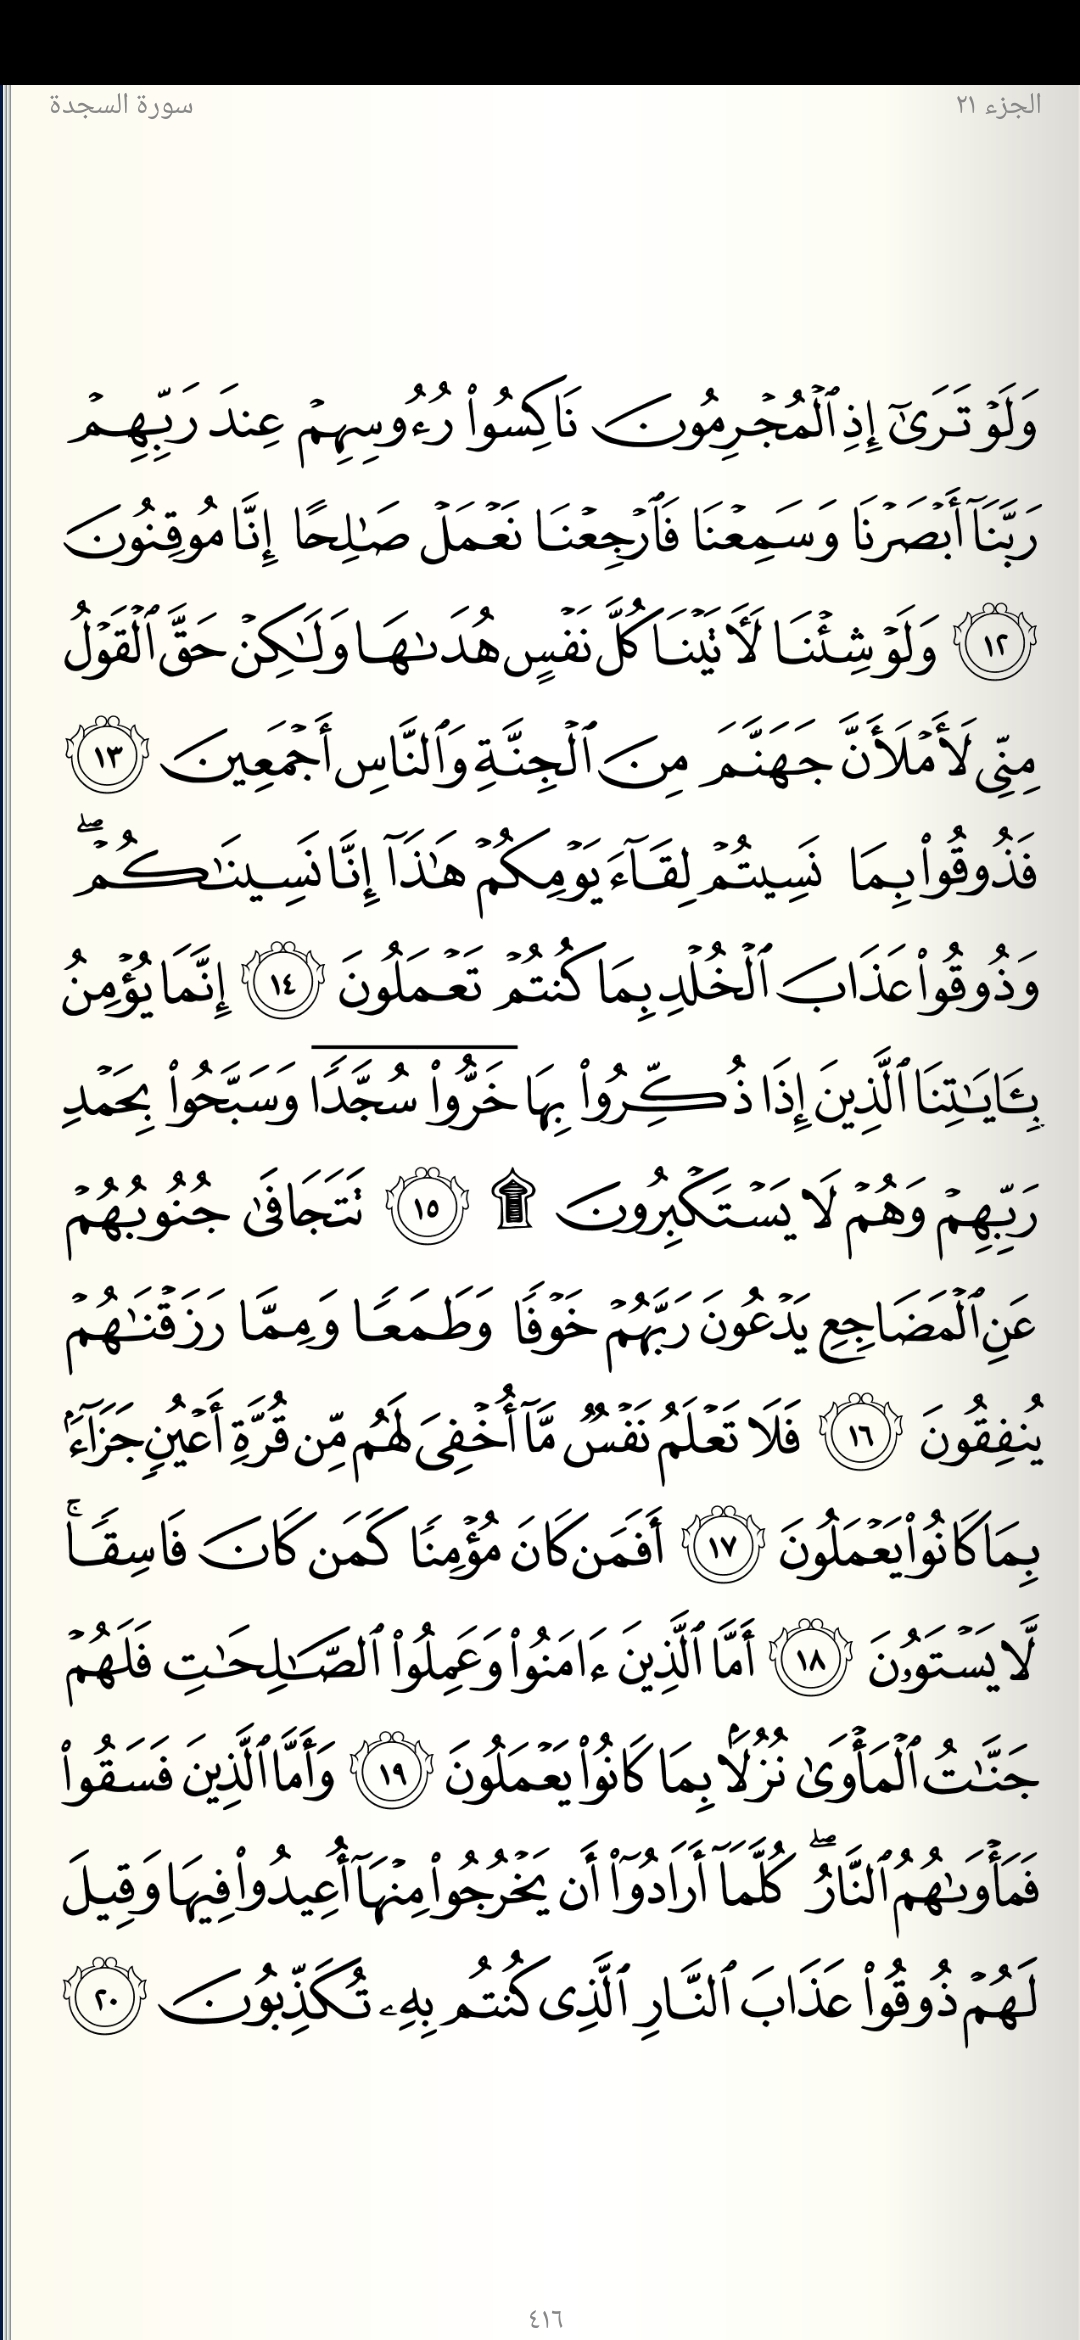 الجزء ٢١
سورة السجدة
وَلَوۡ تَرَىٰٓ إِذِ ٱلۡمُجۡرِمُونَ نَاكِسُواْ رُءُوسِهِمۡ عِندَ رَبِّهِمۡ
رَبَّنَآ أَبۡصَرۡنَا وَسَمِعۡنَا فَٱرۡجِعۡنَا نَعۡمَلۡ صَٰلِحًا إِنَّا مُوقِنُونَ
١٢ وَلَوۡ شِئۡنَا لَأٓتَيۡنَا كُلَّ نَفۡسٍ هُدَىٰهَا وَلَٰكِنۡ حَقَّ ٱلۡقَوۡلُ
مِنِّي لَأَمۡلَأَنَّ جَهَنَّمَ مِنَ ٱلۡجِنَّةِ وَٱلنَّاسِ أَجۡمَعِينَ ١٣
فَذُوقُواْ بِمَا نَسِيتُمۡ لِقَآءَ يَوۡمِكُمۡ هَٰذَآ إِنَّا نَسِينَٰكُمۡۖ
وَذُوقُواْ عَذَابَ ٱلۡخُلۡدِ بِمَا كُنتُمۡ تَعۡمَلُونَ ١٤ إِنَّمَا يُؤۡمِنُ
بِـَٔايَٰتِنَا ٱلَّذِينَ إِذَا ذُكِّرُواْ بِهَا خَرُّواْ سُجَّدٗا وَسَبَّحُواْ بِحَمۡدِ
رَبِّهِمۡ وَهُمۡ لَا يَسۡتَكۡبِرُونَ ۩ ١٥ تَتَجَافَىٰ جُنُوبُهُمۡ
عَنِ ٱلۡمَضَاجِعِ يَدۡعُونَ رَبَّهُمۡ خَوۡفٗا وَطَمَعٗا وَمِمَّا رَزَقۡنَٰهُمۡ
يُنفِقُونَ ١٦ فَلَا تَعۡلَمُ نَفۡسٞ مَّآ أُخۡفِيَ لَهُم مِّن قُرَّةِ أَعۡيُنٖ جَزَآءَۢ
بِمَا كَانُواْ يَعۡمَلُونَ ١٧ أَفَمَن كَانَ مُؤۡمِنٗا كَمَن كَانَ فَاسِقٗاۚ
لَّا يَسۡتَوُۥنَ ١٨ أَمَّا ٱلَّذِينَ ءَامَنُواْ وَعَمِلُواْ ٱلصَّٰلِحَٰتِ فَلَهُمۡ
جَنَّٰتُ ٱلۡمَأۡوَىٰ نُزُلَۢا بِمَا كَانُواْ يَعۡمَلُونَ ١٩ وَأَمَّا ٱلَّذِينَ فَسَقُواْ
فَمَأۡوَىٰهُمُ ٱلنَّارُۖ كُلَّمَآ أَرَادُوٓاْ أَن يَخۡرُجُواْ مِنۡهَآ أُعِيدُواْ فِيهَا وَقِيلَ
لَهُمۡ ذُوقُواْ عَذَابَ ٱلنَّارِ ٱلَّذِي كُنتُم بِهِۦ تُكَذِّبُونَ ٢٠
٤١٦